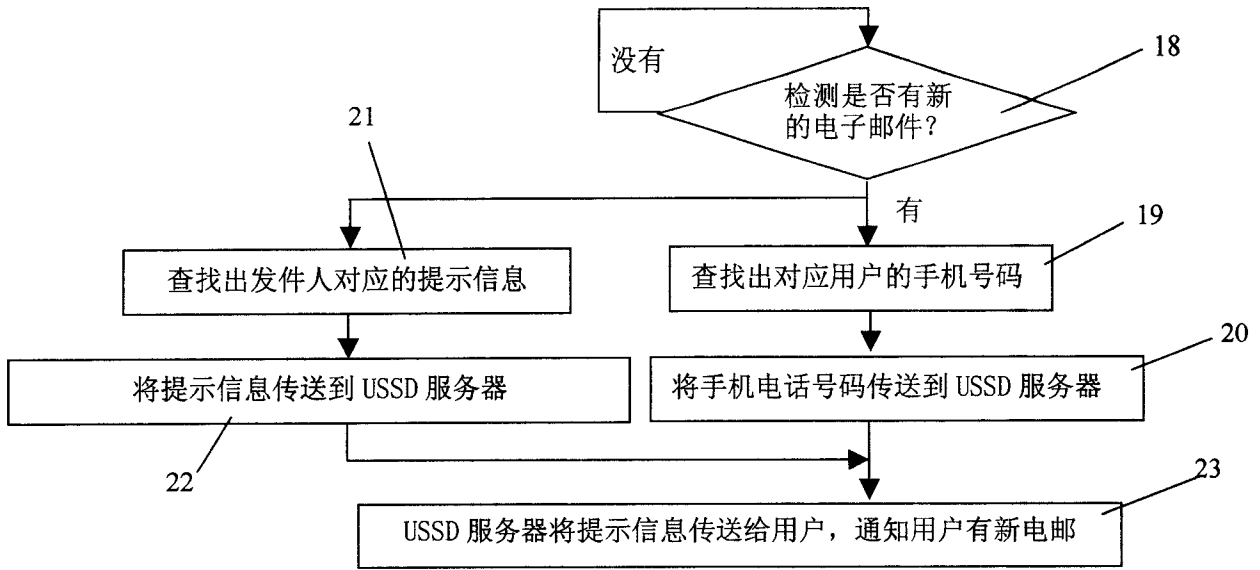 没有
18
检测是否有新
的电子邮件?
21
有
19
查找出发件人对应的提示信息
查找出对应用户的手机号码
20
将提示信息传送到 USSD 服务器
将手机电话号码传送到 USSD 服务器
22
23
USSD 服务器将提示信息传送给用户，通知用户有新电邮